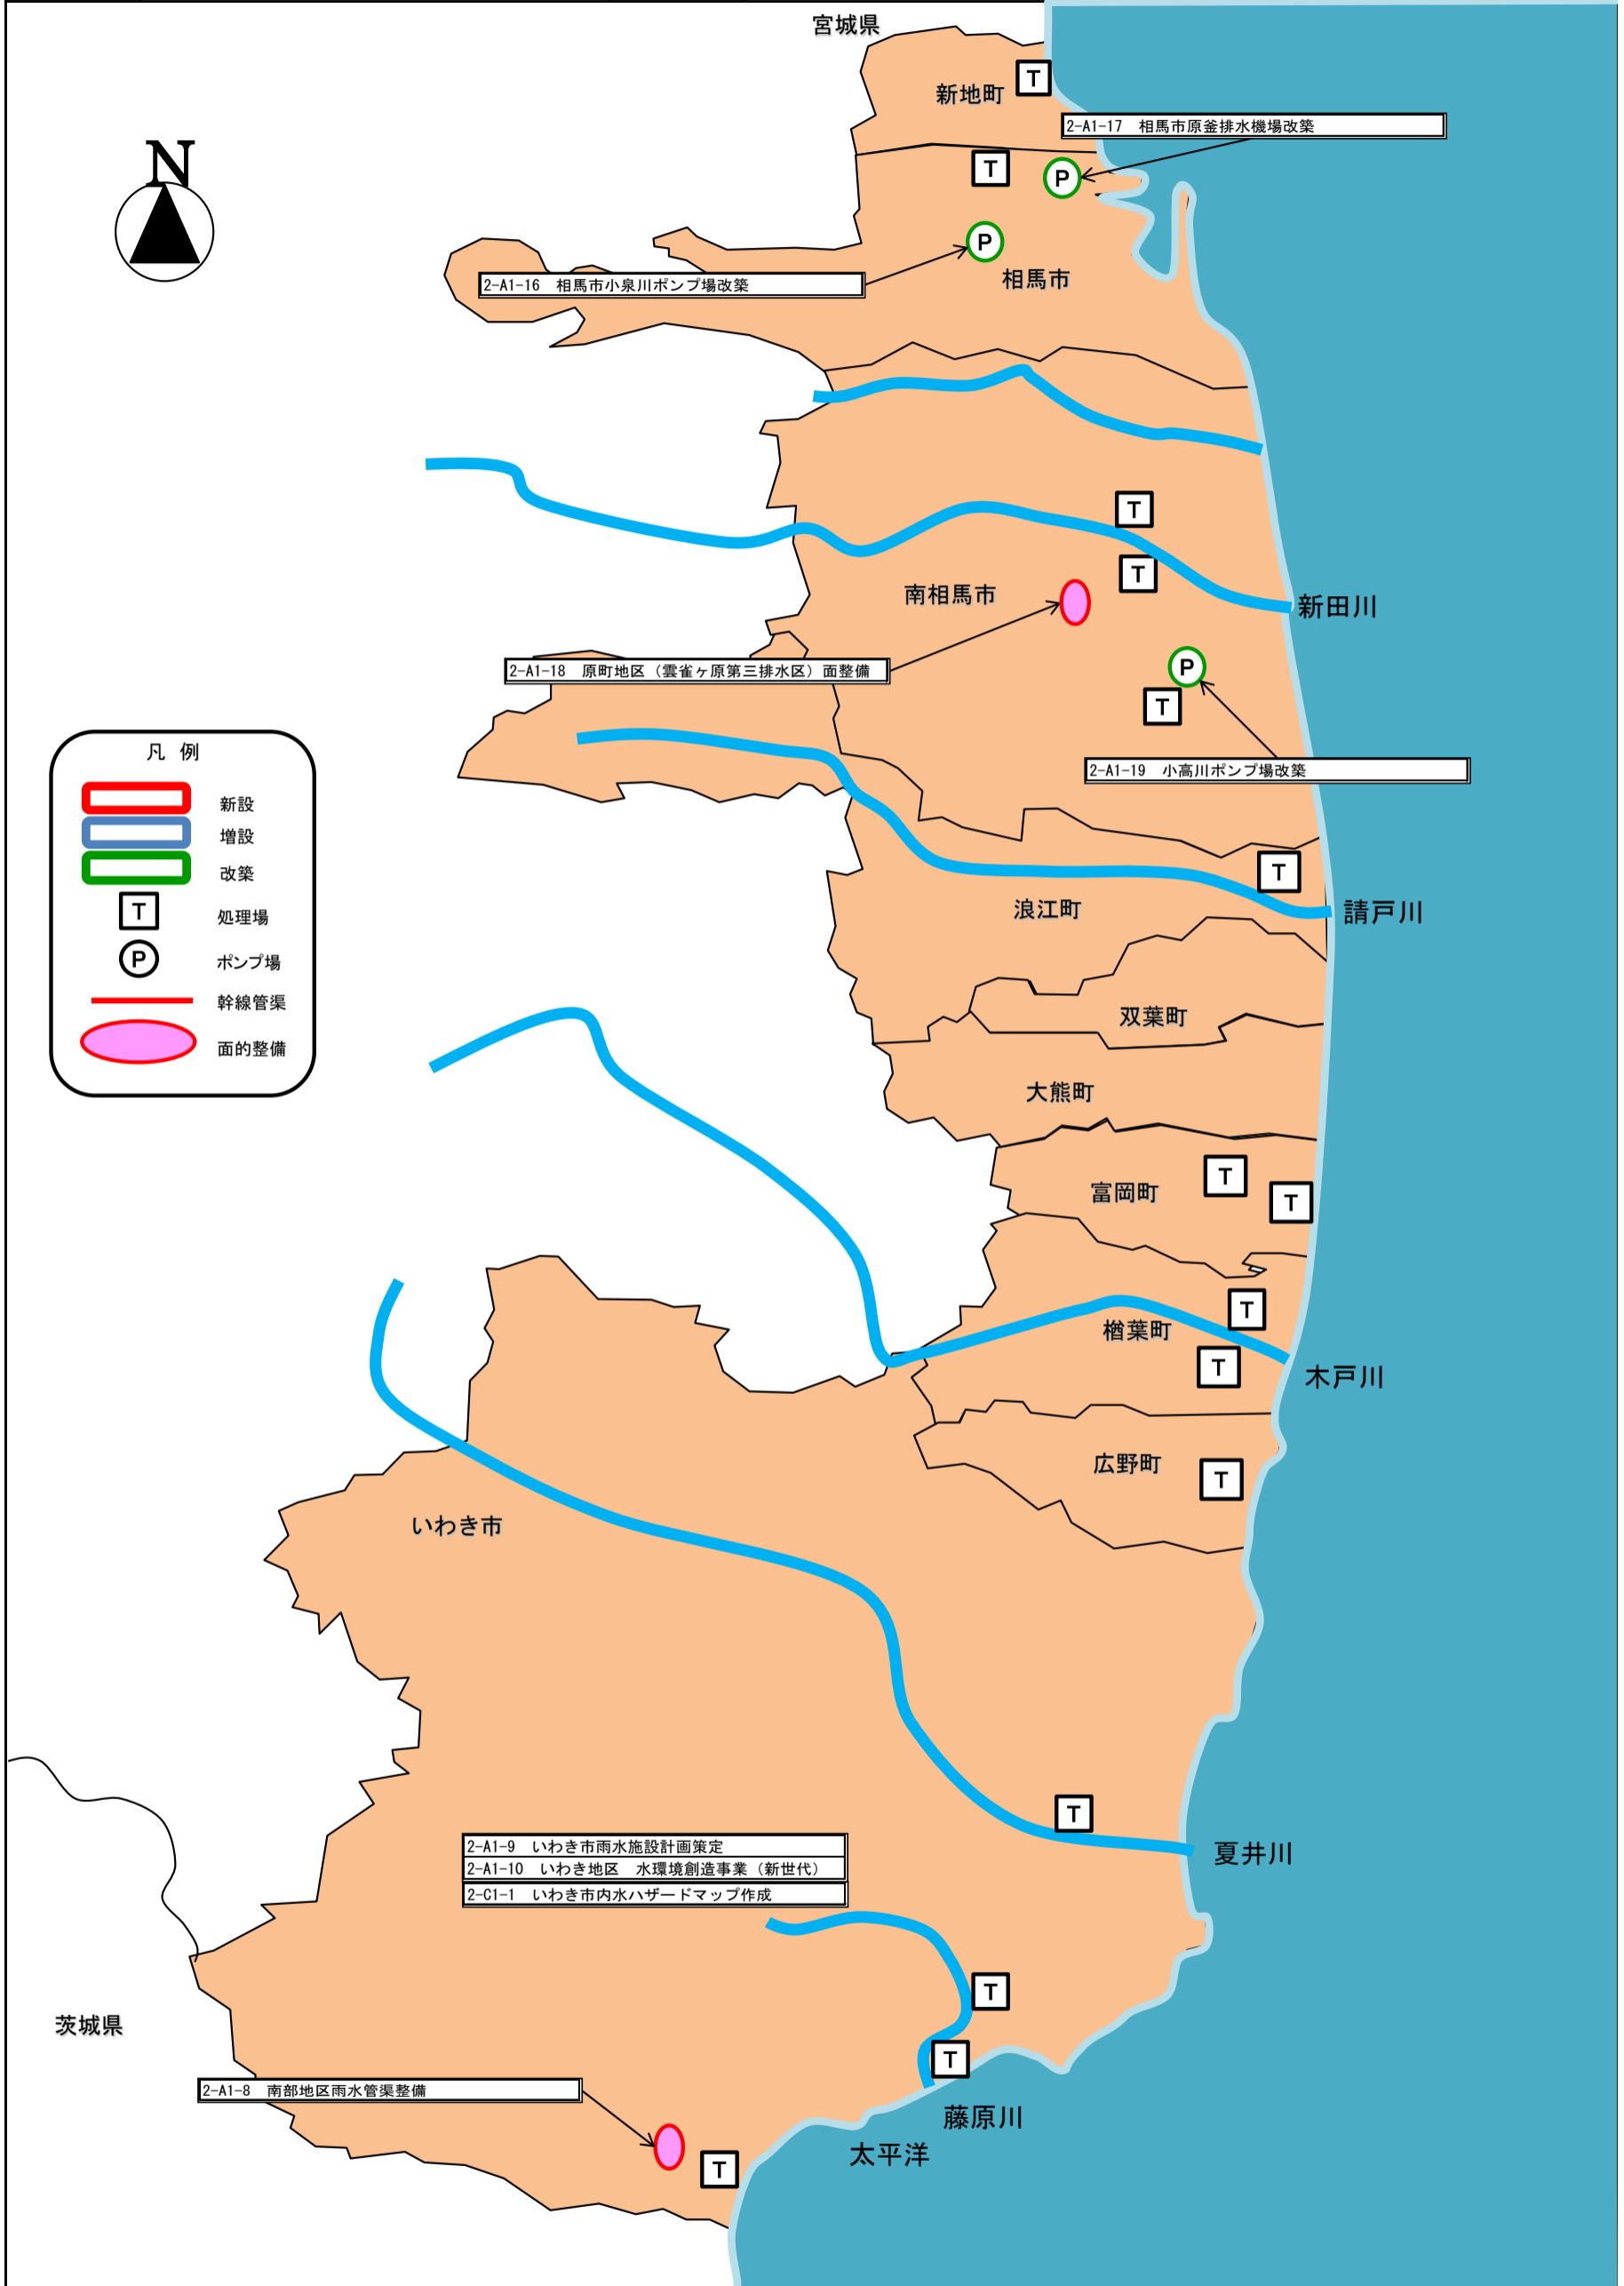 宮城県
新地町
T
2-A1-17 相馬市原釜排水機場改築
N
T
P
P
相馬市
2-A1-16 相馬市小泉川ポンプ場改築
T
T
南相馬市
新田川
2-A1-18 原町地区（雲雀ヶ原第三排水区）面整備
P
T
2-A1-19 小高川ポンプ場改築
凡 例
新設
増設
改築
T 処理場
P ポンプ場
幹線管渠
面的整備
T
浪江町
請戸川
双葉町
大熊町
富岡町
T
T
T
楢葉町
T
木戸川
広野町
T
いわき市
T
夏井川
2-A1-9 いわき市雨水施設計画策定
2-A1-10 いわき地区 水環境創造事業（新世代）
2-C1-1 いわき市内水ハザードマップ作成
T
茨城県
T
2-A1-8 南部地区雨水管渠整備
藤原川
太平洋
T